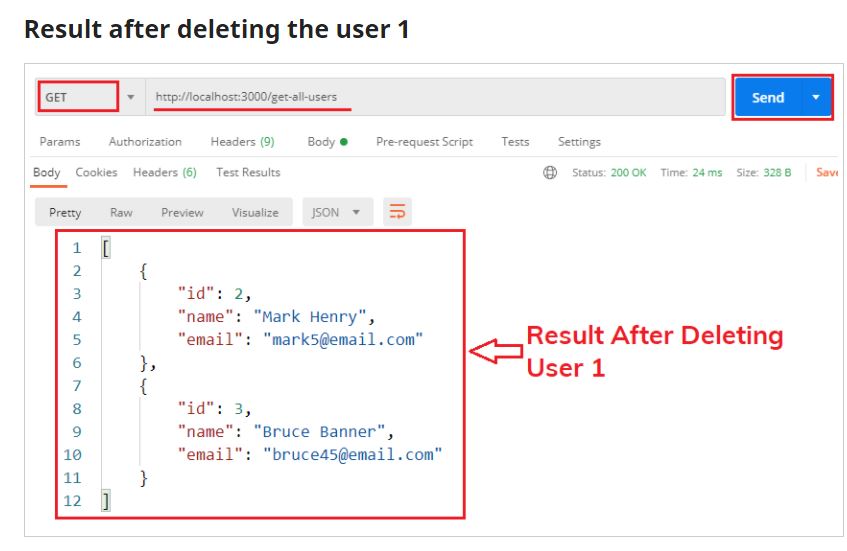 Result after deleting the user 1
GET http://localhost:3000/get-all-users Send
Params Authorization Headers (9) Body Pre-request Script Tests Settings
Body Cookies Headers (6) Test Results Status: 200 OK Time: 24 ms Size: 328 B Save
Pretty Raw Preview Visualize JSON
1 [
2 {
3 "id": 2,
4 "name": "Mark Henry",
5 "email": "mark5@email.com"
6 },
7 {
8 "id": 3,
9 "name": "Bruce Banner",
10 "email": "bruce45@email.com"
11 }
12 ]
Result After Deleting
User 1